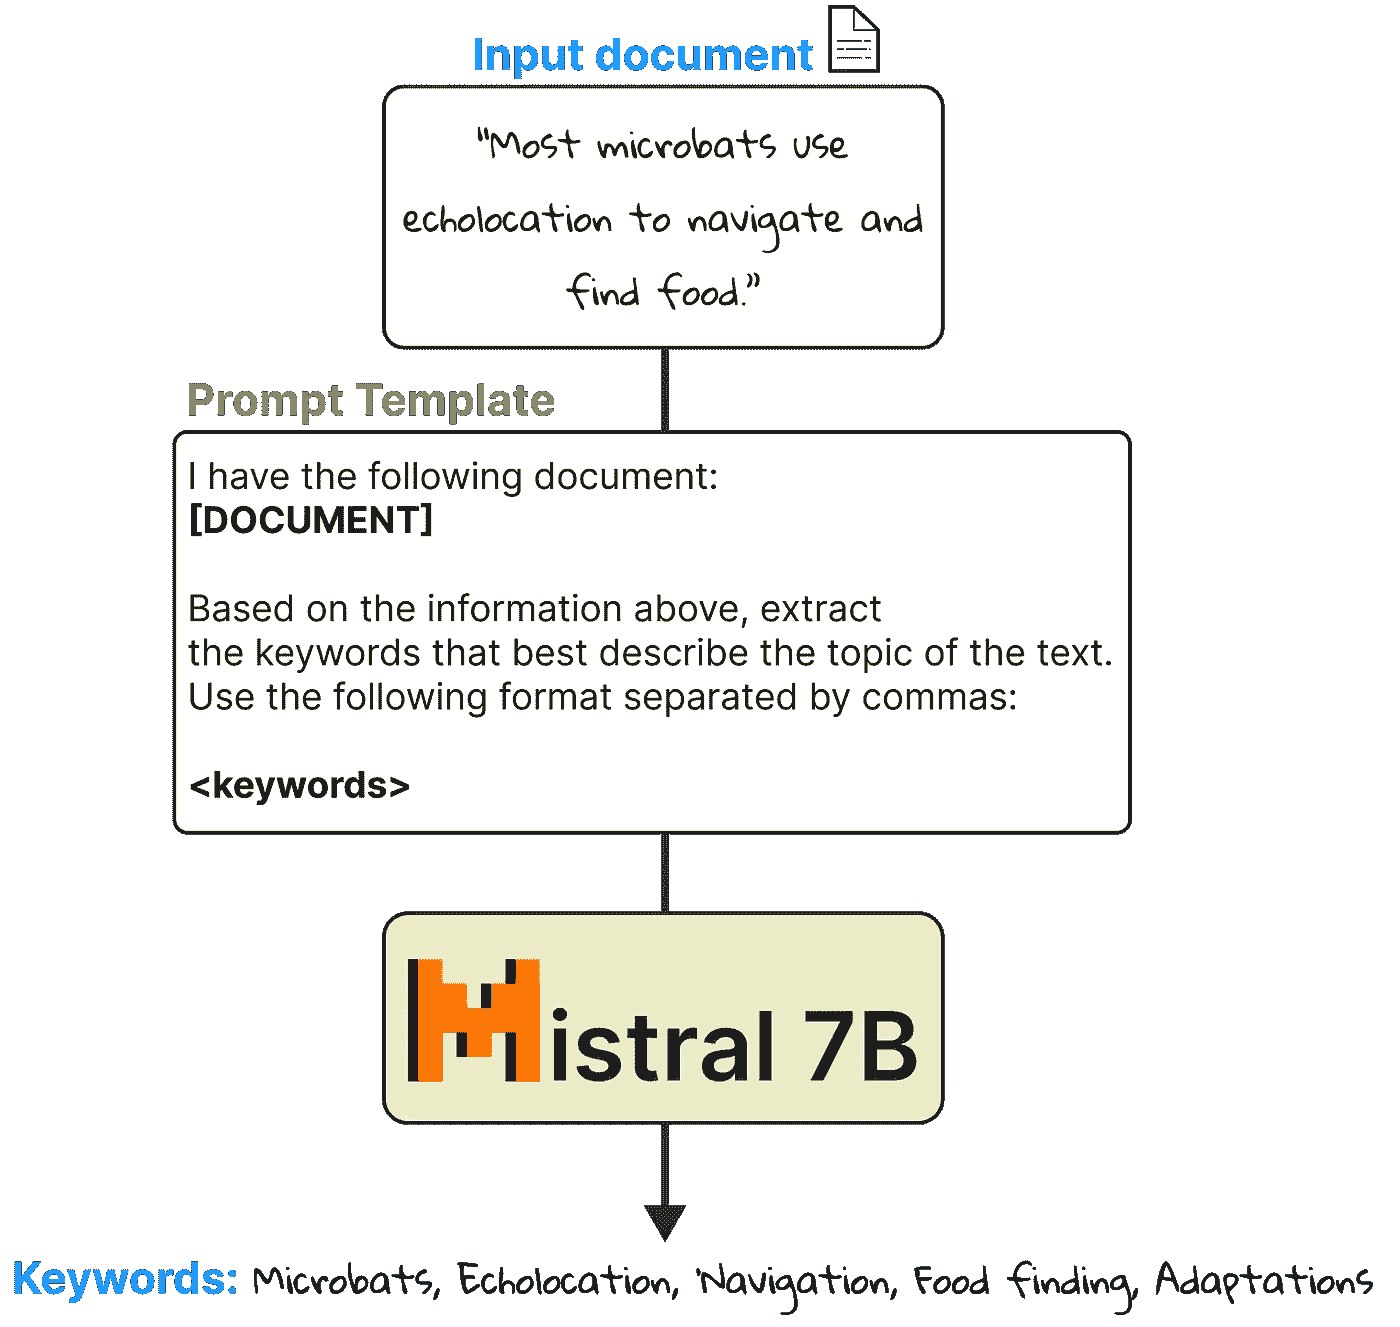 Input document
"Most microbats use
echolocation to navigate and
find food."
Prompt Template
I have the following document:
[DOCUMENT]
Based on the information above, extract
the keywords that best describe the topic of the text.
Use the following format separated by commas:
<keywords>
Mistral 7B
Keywords: Microbats, Echolocation, Navigation, Food finding, Adaptations